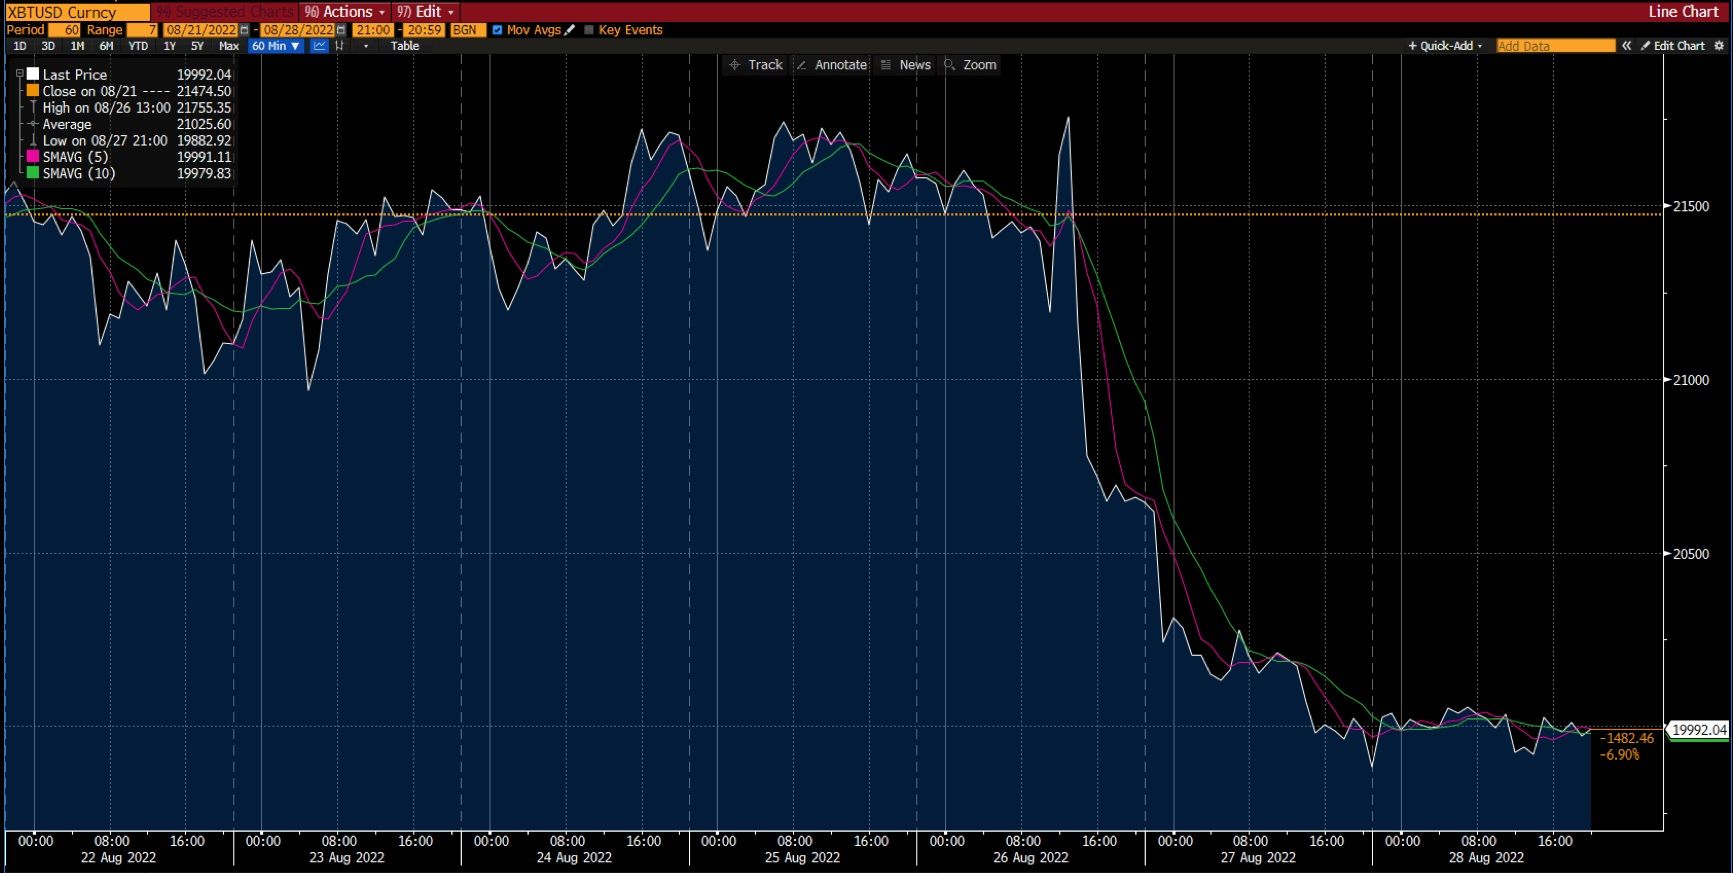 XBTUSD Curncy 94) Suggested Charts 96) Actions 97) Edit Line Chart
Period 60 Range 7 08/21/2022 - 08/28/2022 21:00 - 20:59 BGN Mov Avgs Key Events
1D 3D 1M 6M YTD 1Y 5Y Max 60 Min ▼ Table + Quick-Add Add Data « Edit Chart
Track Annotate News Zoom
Last Price 19992.04
Close on 08/21 ---- 21474.50
High on 08/26 13:00 21755.35
Average 21025.60
Low on 08/27 21:00 19882.92
SMAVG (5) 19991.11
SMAVG (10) 19979.83
21500
21000
20500
19992.04
-1482.46
-6.90%
00:00 08:00 16:00 00:00 08:00 16:00 00:00 08:00 16:00 00:00 08:00 16:00 00:00 08:00 16:00 00:00 08:00 16:00 00:00 08:00 16:00
22 Aug 2022 23 Aug 2022 24 Aug 2022 25 Aug 2022 26 Aug 2022 27 Aug 2022 28 Aug 2022